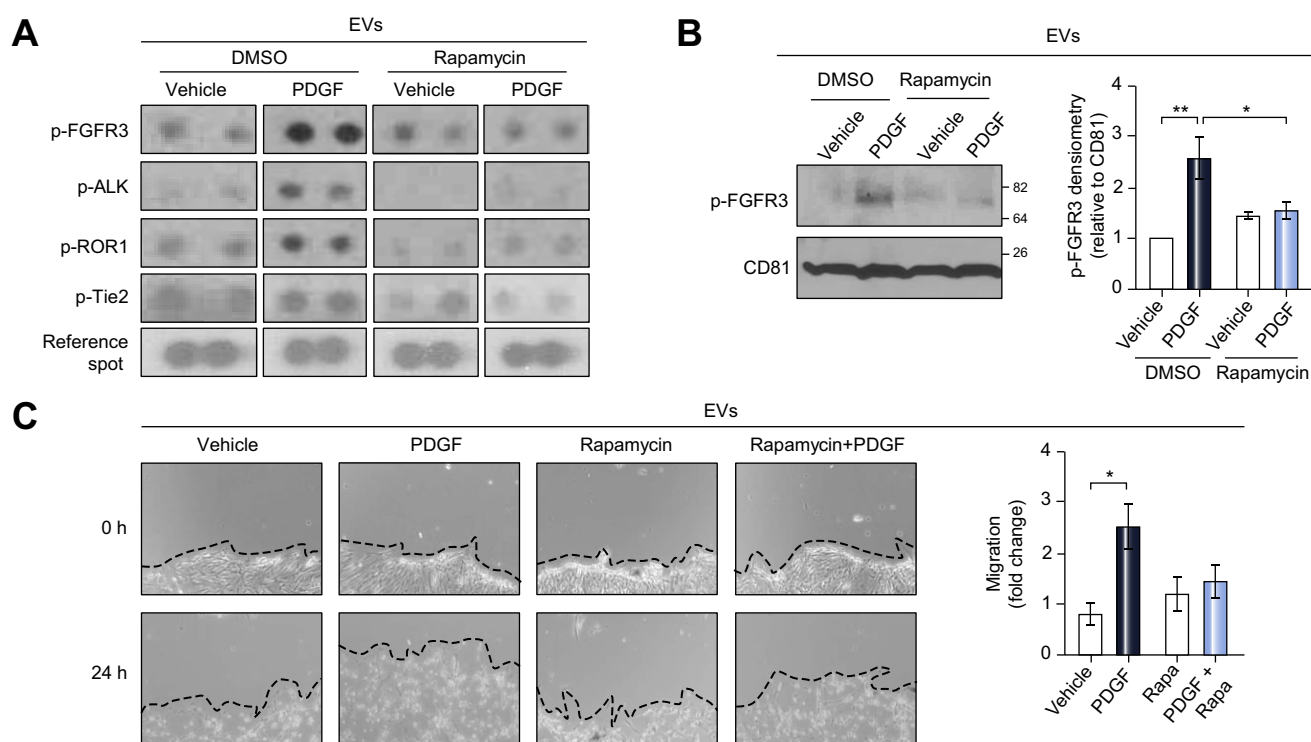 A
EVs
DMSO
Rapamycin
Vehicle
PDGF
Vehicle
PDGF
p-FGFR3
p-ALK
p-ROR1
p-Tie2
Reference
spot
B
EVs
DMSO
Rapamycin
Vehicle
PDGF
Vehicle
PDGF
p-FGFR3
82
64
CD81
26
p-FGFR3 densiometry
(relative to CD81)
4
3
2
1
0
**
*
Vehicle
PDGF
Vehicle
PDGF
DMSO
Rapamycin
C
EVs
Vehicle
PDGF
Rapamycin
Rapamycin+PDGF
0 h
24 h
Migration
(fold change)
4
3
2
1
0
*
Vehicle
PDGF
Rapa
PDGF +
Rapa